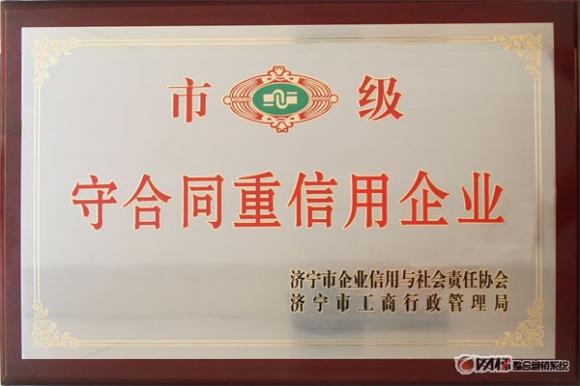 市 级
守合同重信用企业
济宁市企业信用与社会责任协会
济宁市工商行政管理局